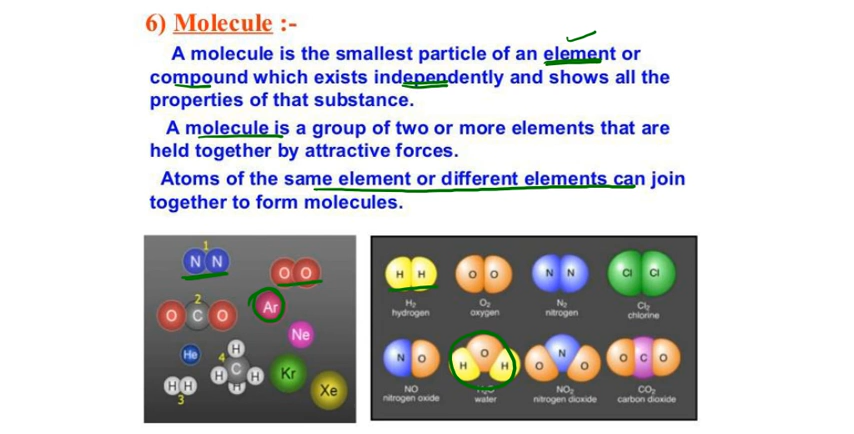 6) Molecule :-
A molecule is the smallest particle of an element or
compound which exists independently and shows all the
properties of that substance.
A molecule is a group of two or more elements that are
held together by attractive forces.
Atoms of the same element or different elements can join
together to form molecules.
1
N N
O O
2
O C O
Ar
Ne
He
4
H
H C H
H
Kr
Xe
H H
3
H H
O O
N N
Cl Cl
H₂
O₂
N₂
Cl₂
hydrogen
oxygen
nitrogen
chlorine
N O
H O H
O N O
O C O
NO
NO₂
CO₂
nitrogen oxide
water
nitrogen dioxide
carbon dioxide